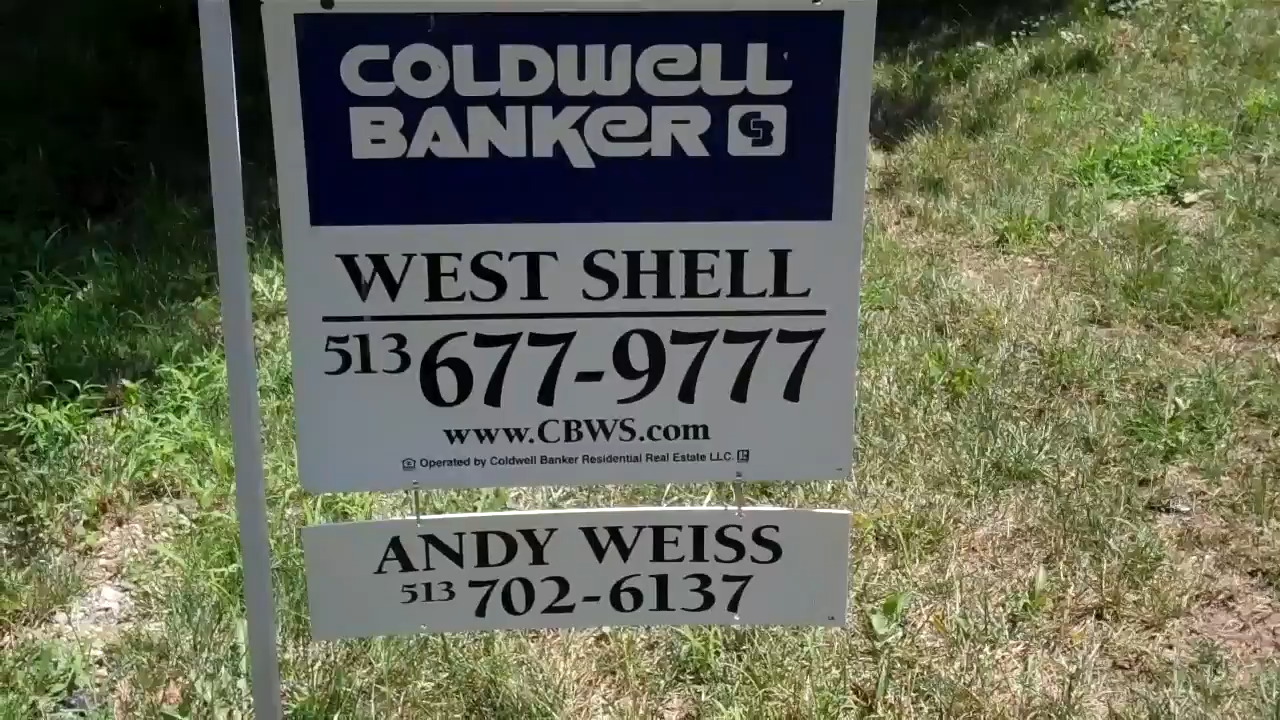 COLDWELL
BANKER CB
WEST SHELL
513 677-9777
www.CBWS.com
Operated by Coldwell Banker Residential Real Estate LLC.
ANDY WEISS
513 702-6137